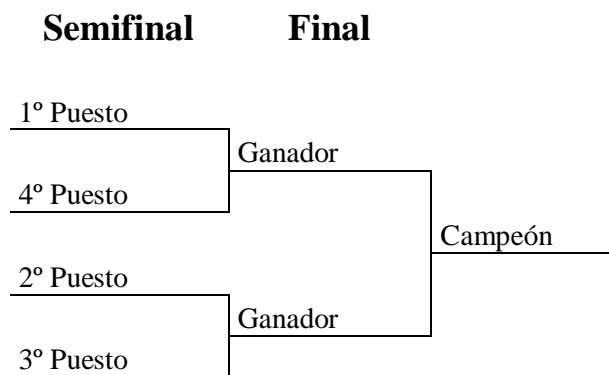 Semifinal Final
1º Puesto
Ganador
4º Puesto
Campeón
2º Puesto
Ganador
3º Puesto